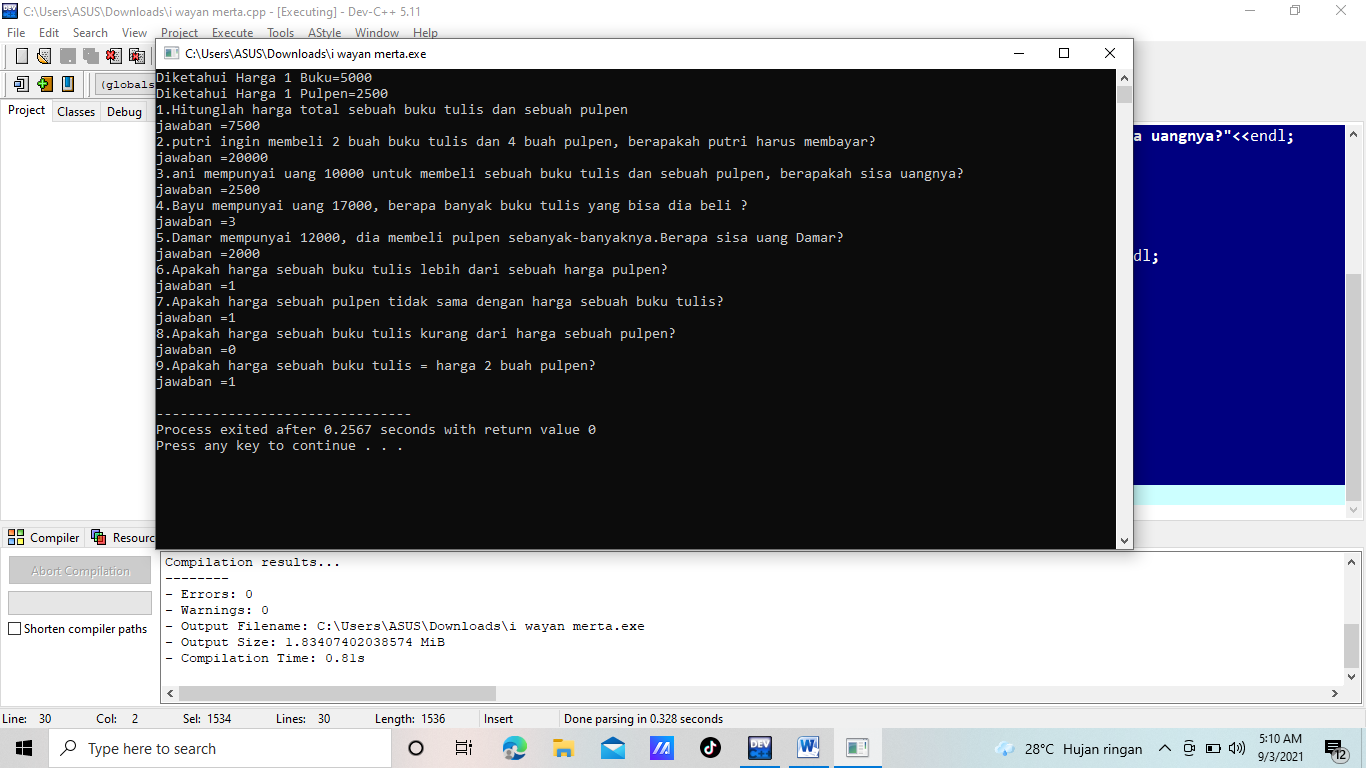 C:\Users\ASUS\Downloads\i wayan merta.cpp - [Executing] - Dev-C++ 5.11
File Edit Search View Project Execute Tools AStyle Window Help
C:\Users\ASUS\Downloads\i wayan merta.exe
(globals
Project Classes Debug
Diketahui Harga 1 Buku=5000
Diketahui Harga 1 Pulpen=2500
1.Hitunglah harga total sebuah buku tulis dan sebuah pulpen
jawaban =7500
2.putri ingin membeli 2 buah buku tulis dan 4 buah pulpen, berapakah putri harus membayar?
jawaban =20000
3.ani mempunyai uang 10000 untuk membeli sebuah buku tulis dan sebuah pulpen, berapakah sisa uangnya?
jawaban =2500
4.Bayu mempunyai uang 17000, berapa banyak buku tulis yang bisa dia beli ?
jawaban =3
5.Damar mempunyai 12000, dia membeli pulpen sebanyak-banyaknya.Berapa sisa uang Damar?
jawaban =2000
6.Apakah harga sebuah buku tulis lebih dari sebuah harga pulpen?
jawaban =1
7.Apakah harga sebuah pulpen tidak sama dengan harga sebuah buku tulis?
jawaban =1
8.Apakah harga sebuah buku tulis kurang dari harga sebuah pulpen?
jawaban =0
9.Apakah harga sebuah buku tulis = harga 2 buah pulpen?
jawaban =1
--------------------------------
Process exited after 0.2567 seconds with return value 0
Press any key to continue . . .
a uangnya?"<<endl;
dl;
Compiler Resourc
Abort Compilation
Shorten compiler paths
Compilation results...
--------
- Errors: 0
- Warnings: 0
- Output Filename: C:\Users\ASUS\Downloads\i wayan merta.exe
- Output Size: 1.83407402038574 MiB
- Compilation Time: 0.81s
Line: 30 Col: 2 Sel: 1534 Lines: 30 Length: 1536 Insert Done parsing in 0.328 seconds
Type here to search
DEV
W
28°C Hujan ringan
5:10 AM
9/3/2021
12